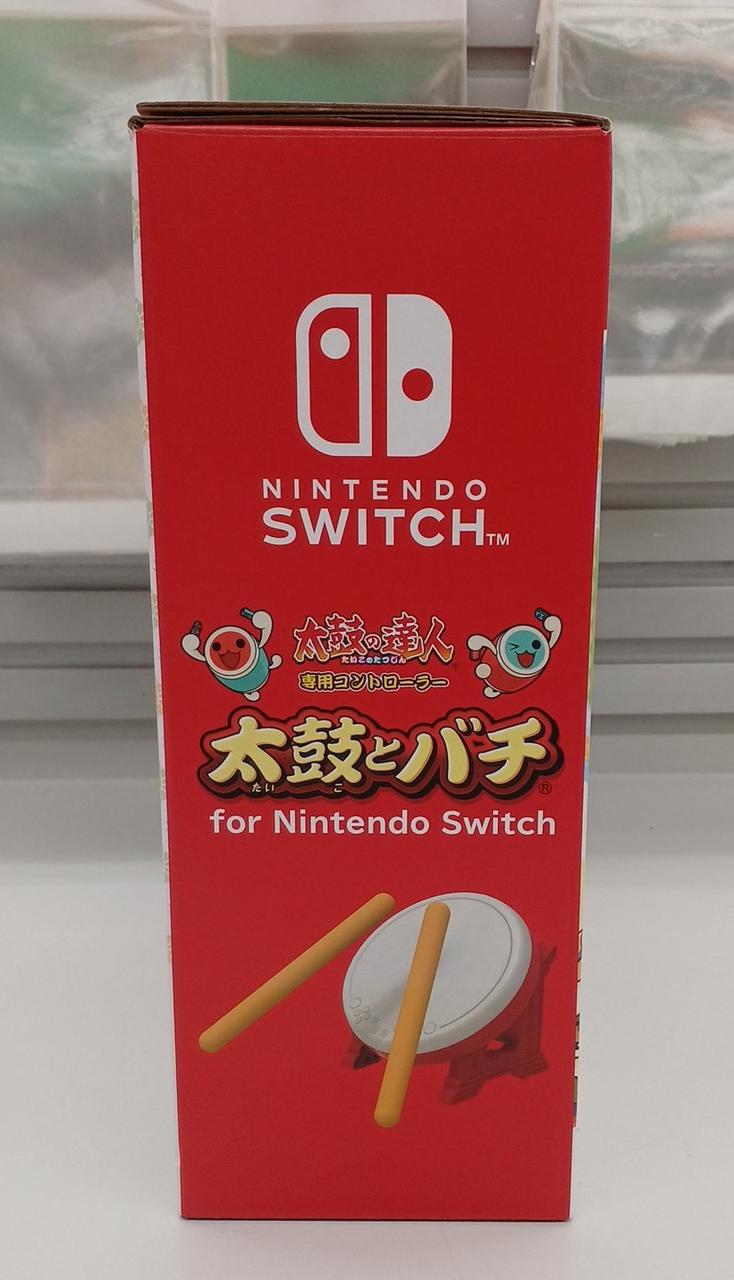 NINTENDO
SWITCH™
太鼓の達人®
たいこのたつじん
専用コントローラー
太鼓とバチ®
たいこ
for Nintendo Switch